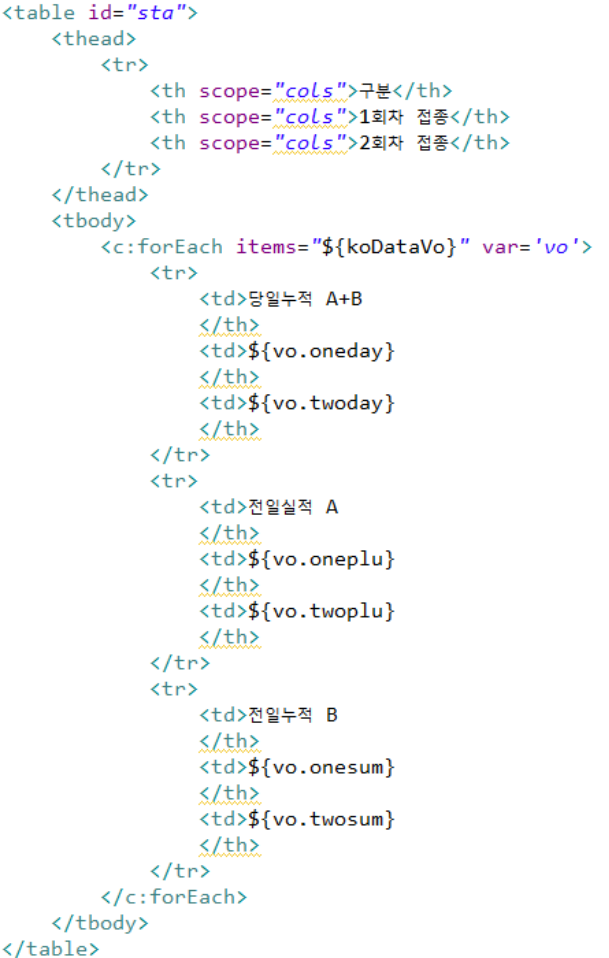 <table id="sta">
    <thead>
        <tr>
            <th scope="cols">구분</th>
            <th scope="cols">1회차 접종</th>
            <th scope="cols">2회차 접종</th>
        </tr>
    </thead>
    <tbody>
        <c:forEach items="${koDataVo}" var='vo'>
            <tr>
                <td>당일누적 A+B
                </th>
                <td>${vo.oneday}
                </th>
                <td>${vo.twoday}
                </th>
            </tr>
            <tr>
                <td>전일실적 A
                </th>
                <td>${vo.oneplu}
                </th>
                <td>${vo.twoplu}
                </th>
            </tr>
            <tr>
                <td>전일누적 B
                </th>
                <td>${vo.onesum}
                </th>
                <td>${vo.twosum}
                </th>
            </tr>
        </c:forEach>
    </tbody>
</table>